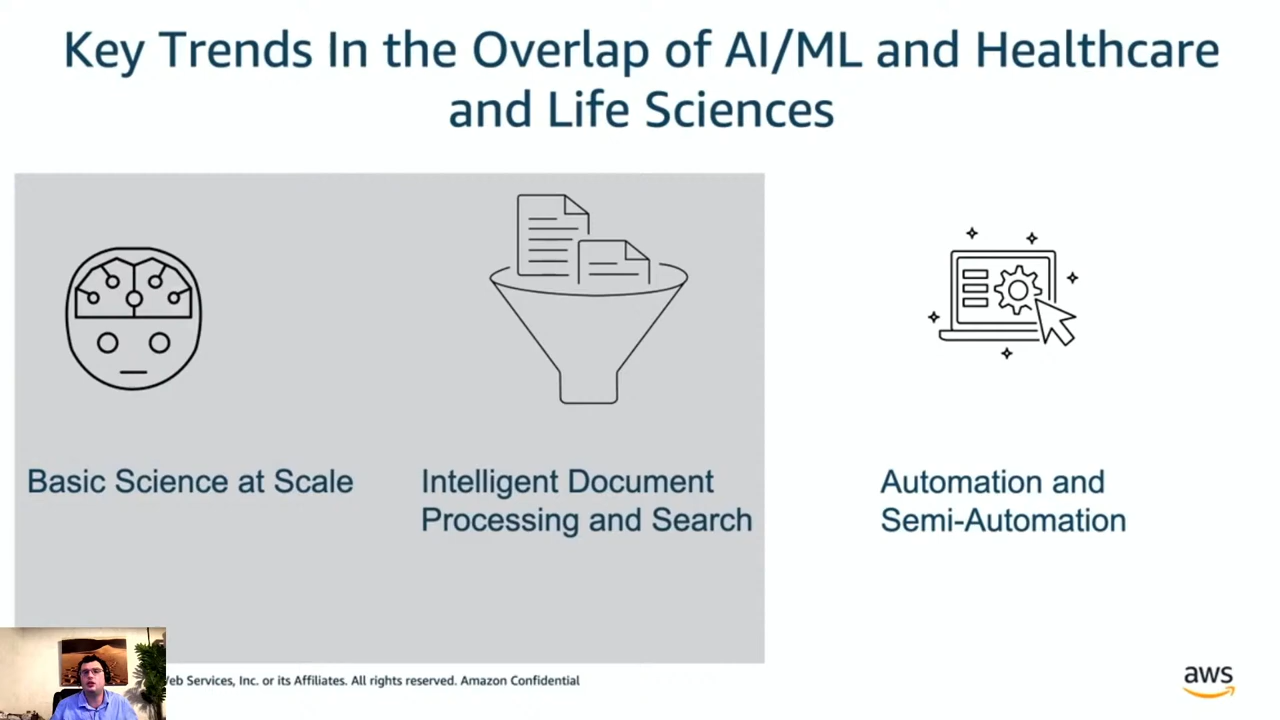 Key Trends In the Overlap of AI/ML and Healthcare
and Life Sciences
Basic Science at Scale
Intelligent Document
Processing and Search
Automation and
Semi-Automation
Services, Inc. or its Affiliates. All rights reserved. Amazon Confidential
aws